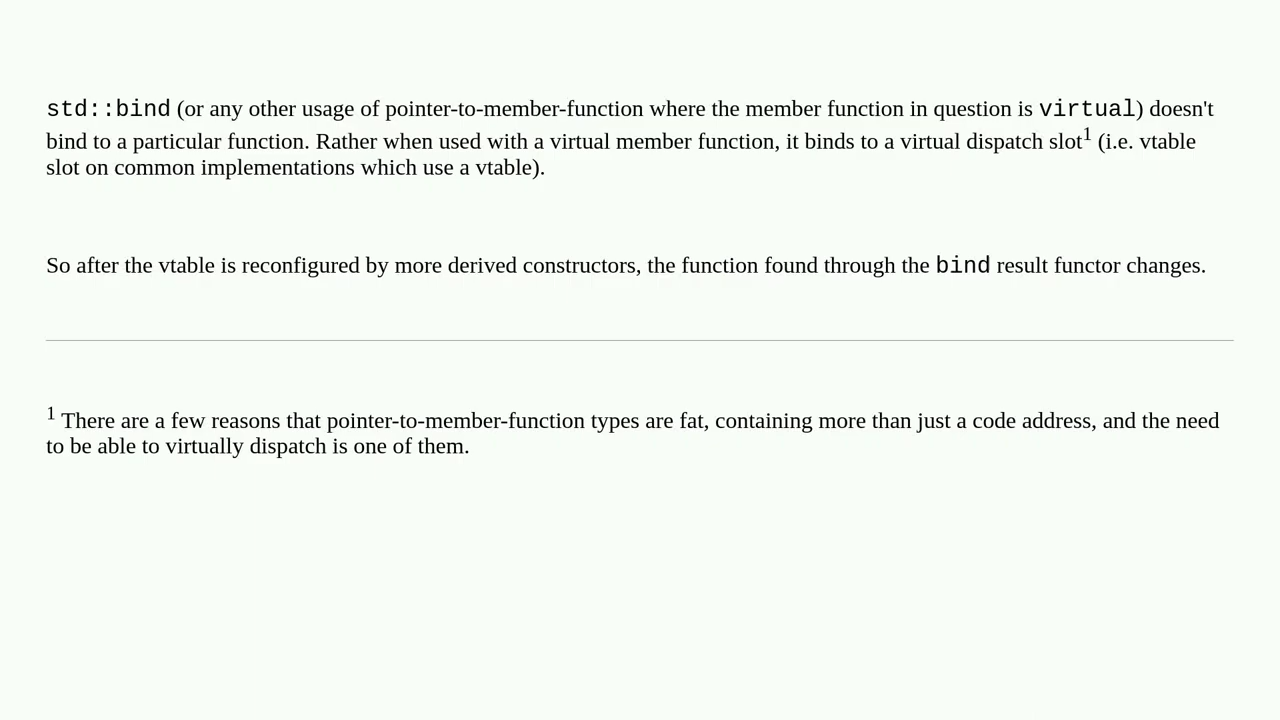 std::bind (or any other usage of pointer-to-member-function where the member function in question is virtual) doesn't
bind to a particular function. Rather when used with a virtual member function, it binds to a virtual dispatch slot1 (i.e. vtable
slot on common implementations which use a vtable).
So after the vtable is reconfigured by more derived constructors, the function found through the bind result functor changes.
1 There are a few reasons that pointer-to-member-function types are fat, containing more than just a code address, and the need
to be able to virtually dispatch is one of them.